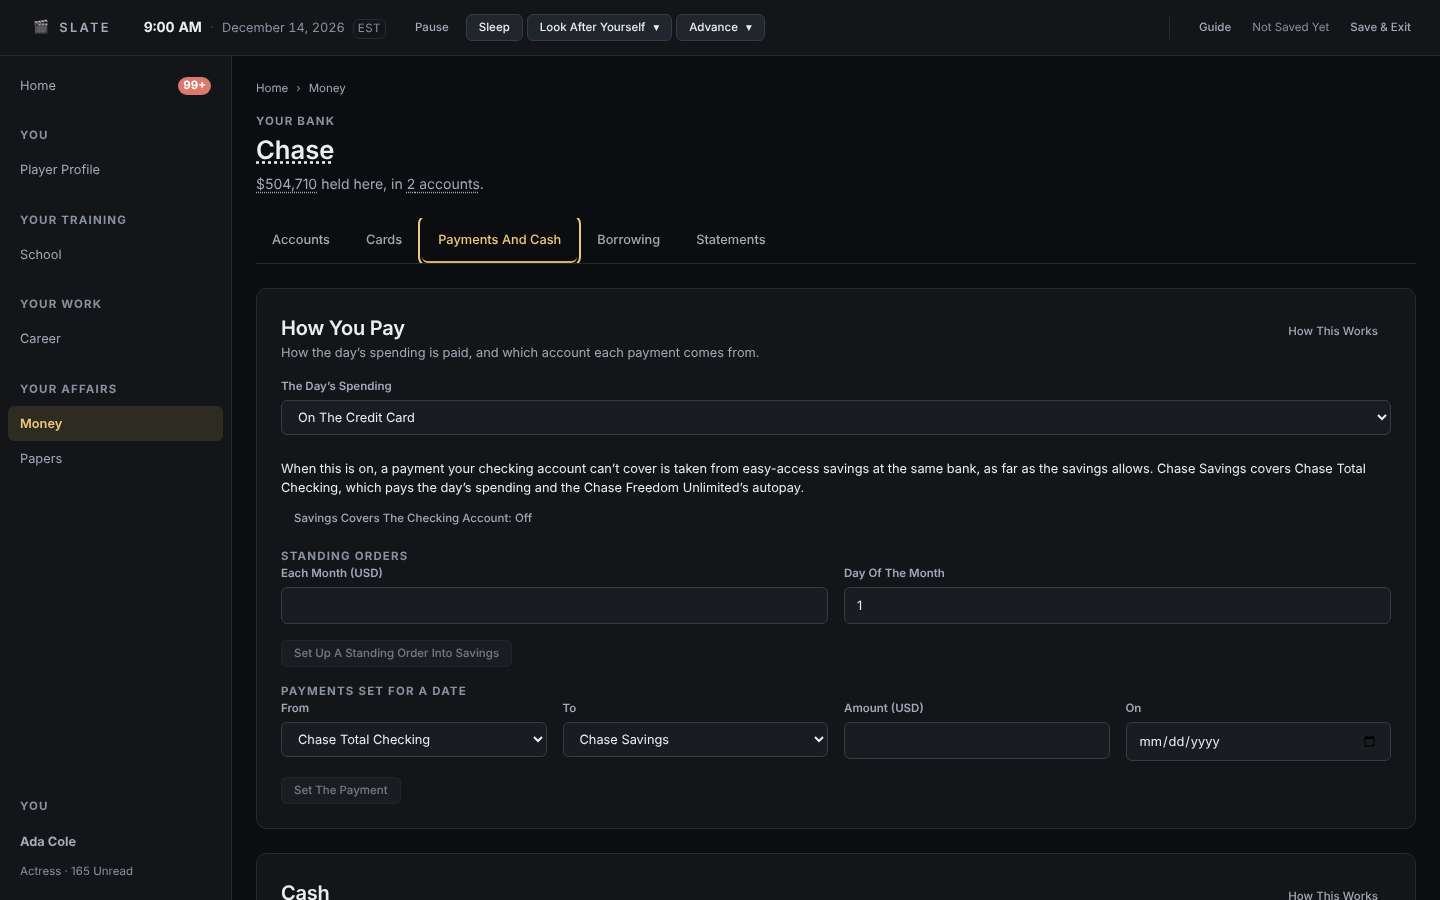 SLATE
9:00 AM · December 14, 2026 EST
Pause
Sleep
Look After Yourself ▾
Advance ▾
Guide
Not Saved Yet
Save & Exit
Home
99+
YOU
Player Profile
YOUR TRAINING
School
YOUR WORK
Career
YOUR AFFAIRS
Money
Papers
YOU
Ada Cole
Actress · 165 Unread
Home › Money
YOUR BANK
Chase
$504,710 held here, in 2 accounts.
Accounts
Cards
Payments And Cash
Borrowing
Statements
How You Pay
How This Works
How the day’s spending is paid, and which account each payment comes from.
The Day’s Spending
On The Credit Card
When this is on, a payment your checking account can’t cover is taken from easy-access savings at the same bank, as far as the savings allows. Chase Savings covers Chase Total
Checking, which pays the day’s spending and the Chase Freedom Unlimited’s autopay.
Savings Covers The Checking Account: Off
STANDING ORDERS
Each Month (USD)
Day Of The Month
1
Set Up A Standing Order Into Savings
PAYMENTS SET FOR A DATE
From
To
Amount (USD)
On
Chase Total Checking
Chase Savings
mm/dd/yyyy
Set The Payment
Cash
How This Works